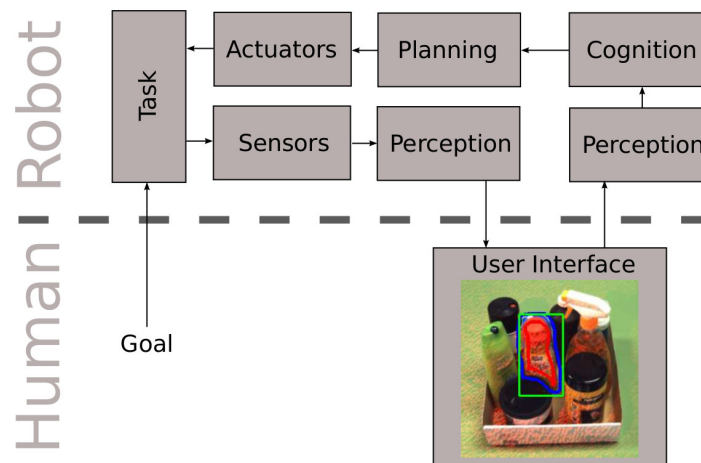 Robot
Task
Actuators
Planning
Cognition
Sensors
Perception
Perception
Human
Goal
User Interface